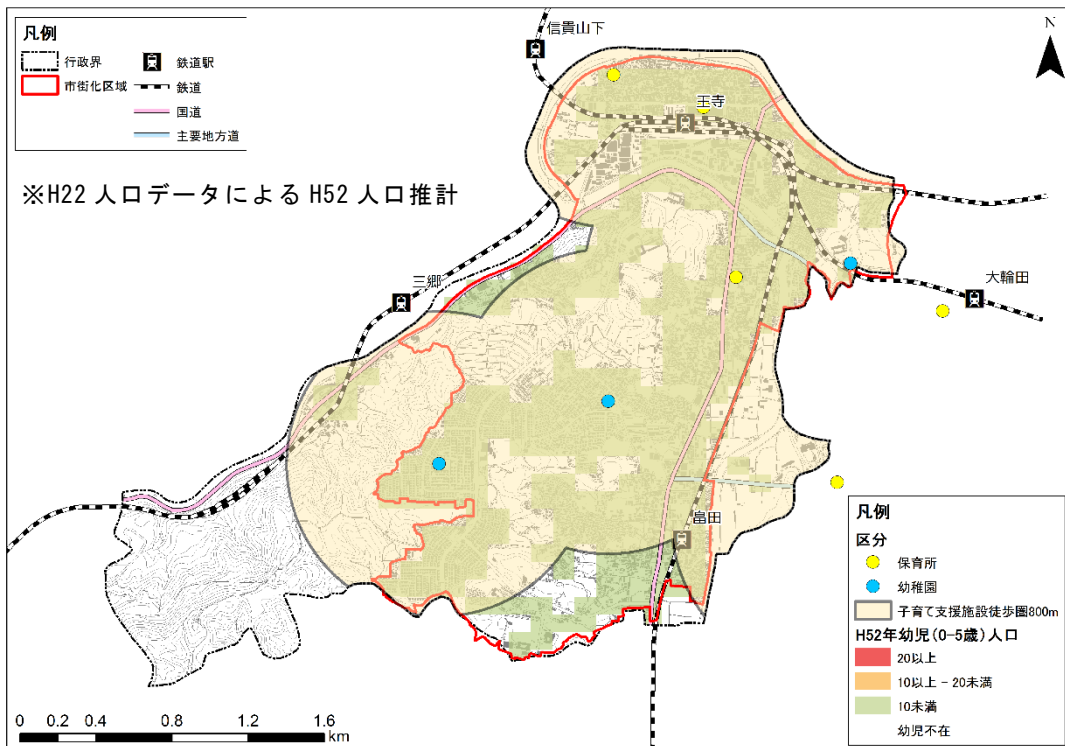 凡例
行政界
市街化区域
鉄道駅
鉄道
国道
主要地方道
※H22 人口データによる H52 人口推計
信貴山下
N
王寺
三郷
大輪田
畠田
凡例
区分
保育所
幼稚園
子育て支援施設徒歩圏800m
H52年幼児(0-5歳)人口
20以上
10以上 - 20未満
10未満
幼児不在
0 0.2 0.4 0.8 1.2 1.6
km